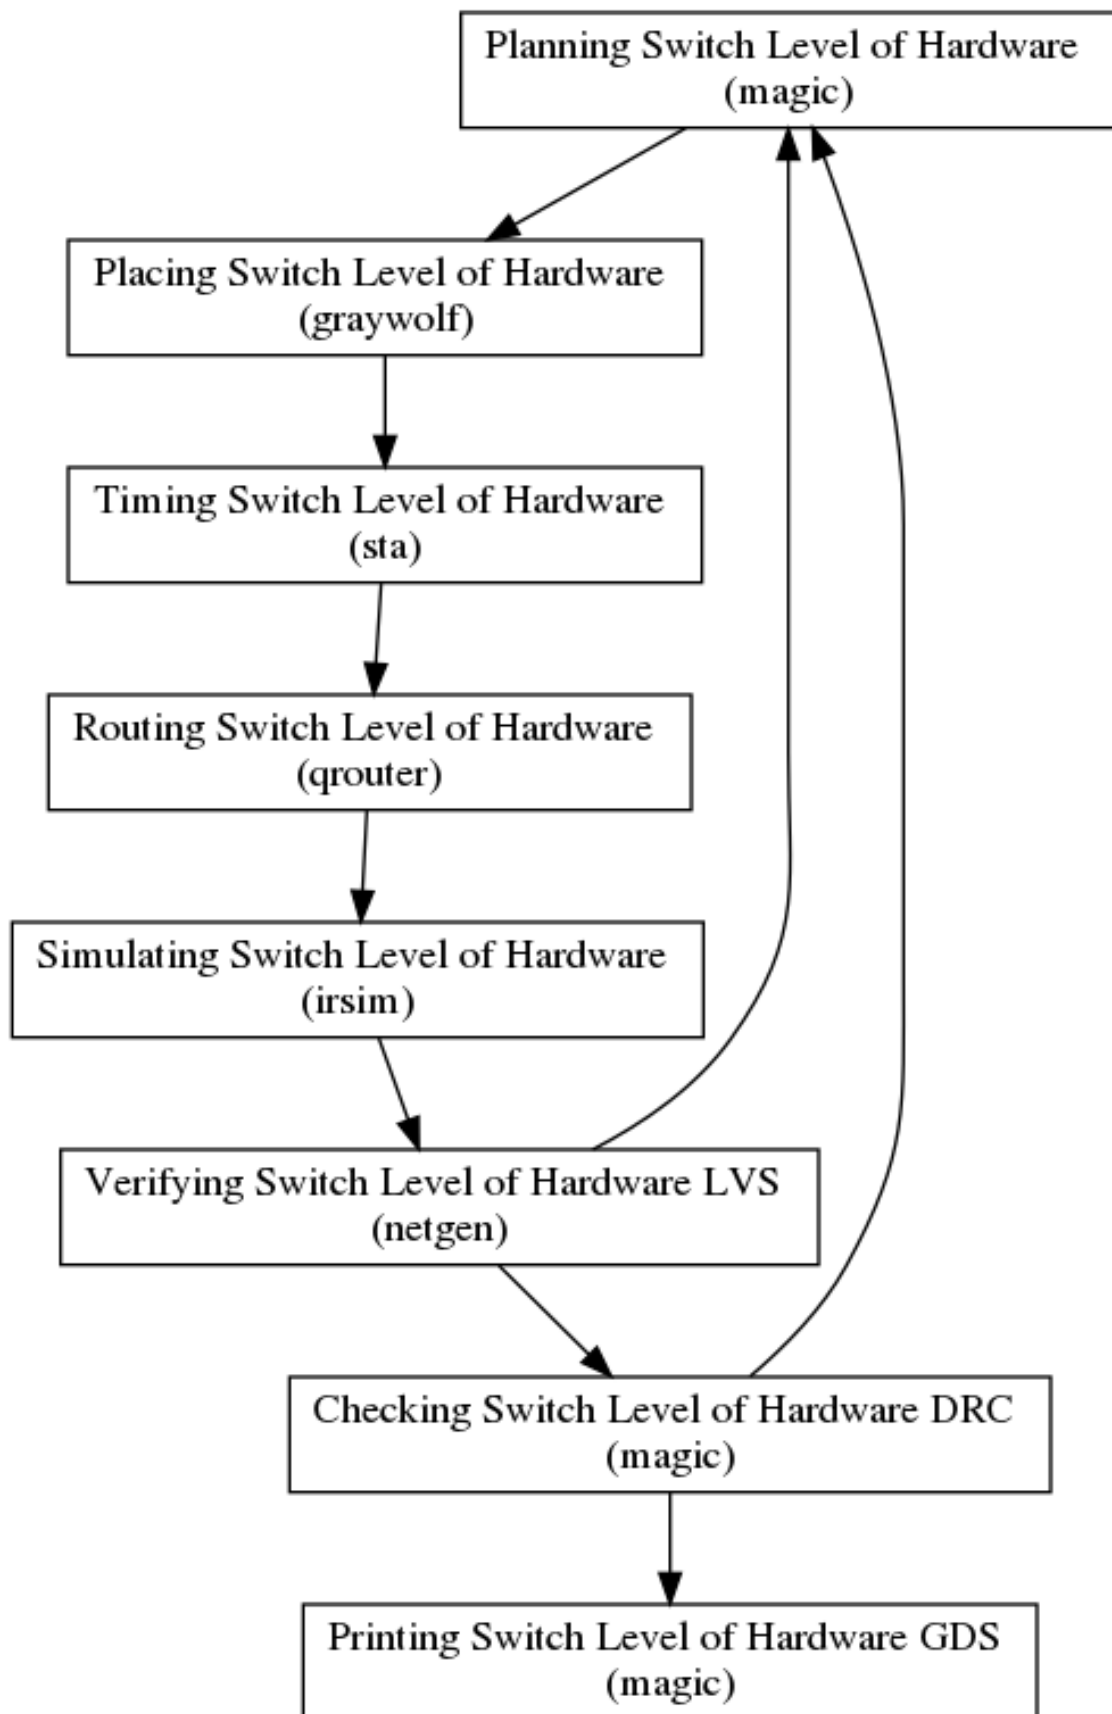 Planning Switch Level of Hardware
(magic)
Placing Switch Level of Hardware
(graywolf)
Timing Switch Level of Hardware
(sta)
Routing Switch Level of Hardware
(qrouter)
Simulating Switch Level of Hardware
(irsim)
Verifying Switch Level of Hardware LVS
(netgen)
Checking Switch Level of Hardware DRC
(magic)
Printing Switch Level of Hardware GDS
(magic)